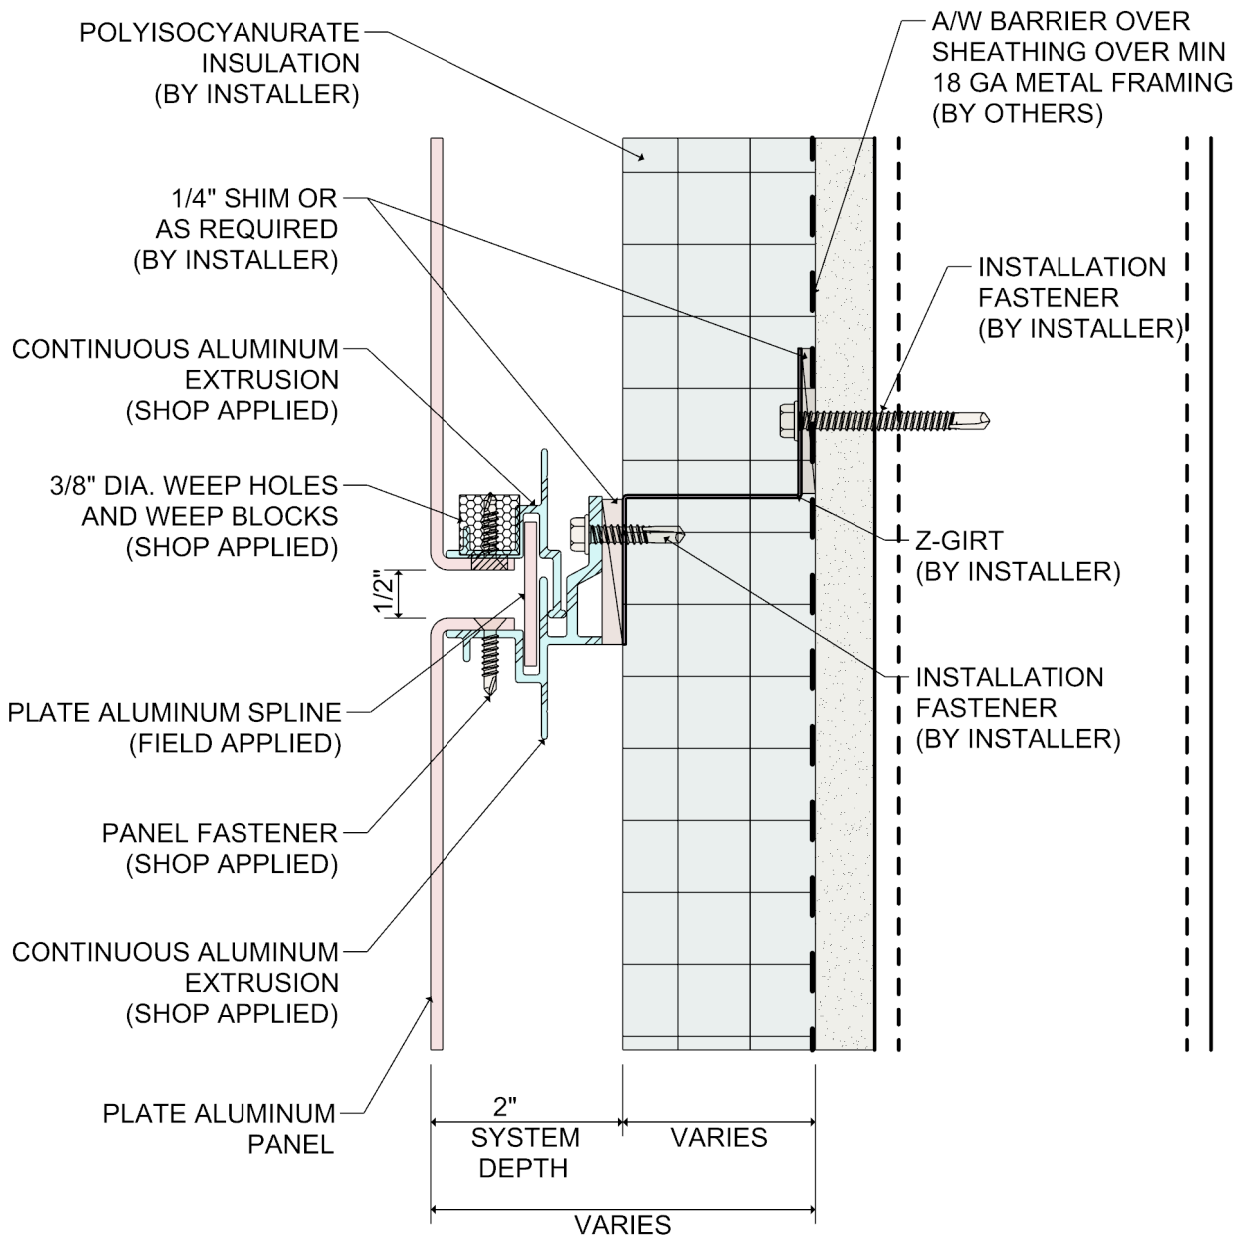 POLYISOCYANURATE
INSULATION
(BY INSTALLER)
A/W BARRIER OVER
SHEATHING OVER MIN
18 GA METAL FRAMING
(BY OTHERS)
1/4" SHIM OR
AS REQUIRED
(BY INSTALLER)
INSTALLATION
FASTENER
(BY INSTALLER)
CONTINUOUS ALUMINUM
EXTRUSION
(SHOP APPLIED)
3/8" DIA. WEEP HOLES
AND WEEP BLOCKS
(SHOP APPLIED)
Z-GIRT
(BY INSTALLER)
1/2"
INSTALLATION
FASTENER
(BY INSTALLER)
PLATE ALUMINUM SPLINE
(FIELD APPLIED)
PANEL FASTENER
(SHOP APPLIED)
CONTINUOUS ALUMINUM
EXTRUSION
(SHOP APPLIED)
PLATE ALUMINUM
PANEL
2"
SYSTEM
DEPTH
VARIES
VARIES